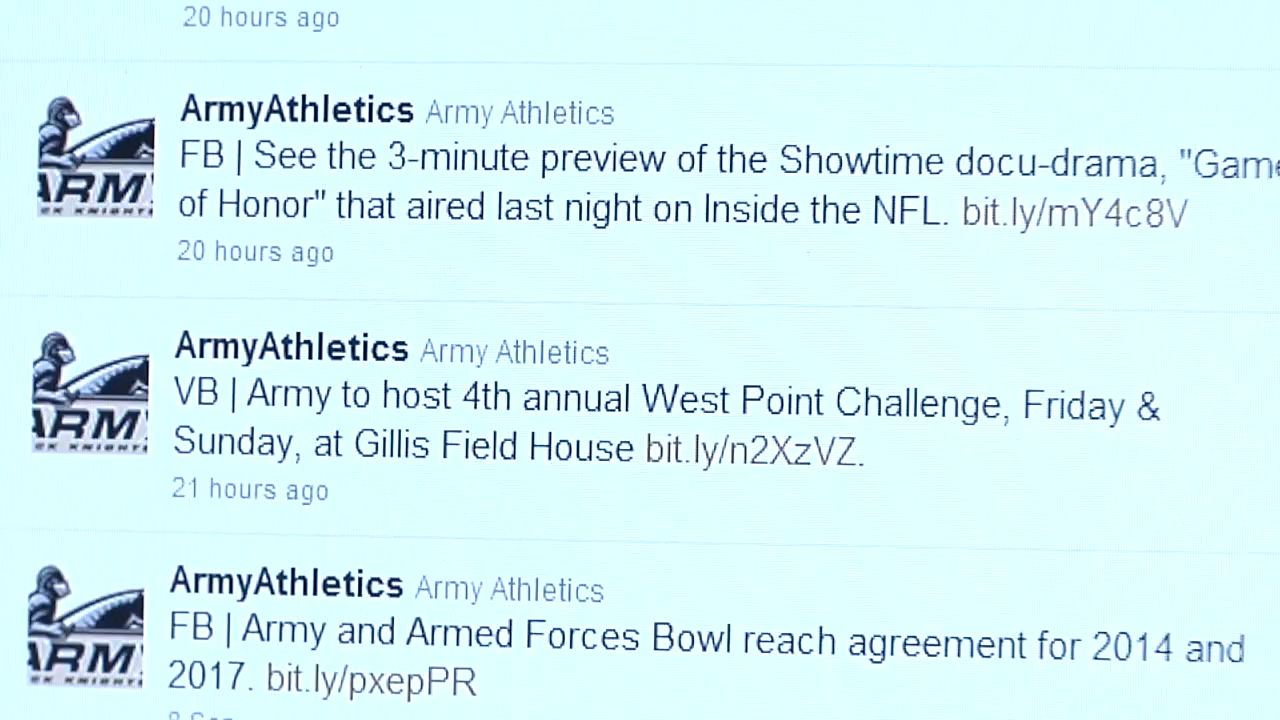 20 hours ago
ArmyAthletics Army Athletics
FB | See the 3-minute preview of the Showtime docu-drama, "Game
of Honor" that aired last night on Inside the NFL. bit.ly/mY4c8V
20 hours ago
ARMY
ArmyAthletics Army Athletics
VB | Army to host 4th annual West Point Challenge, Friday &
Sunday, at Gillis Field House bit.ly/n2XzVZ.
21 hours ago
ARMY
ArmyAthletics Army Athletics
FB | Army and Armed Forces Bowl reach agreement for 2014 and
2017. bit.ly/pxepPR
ARMY